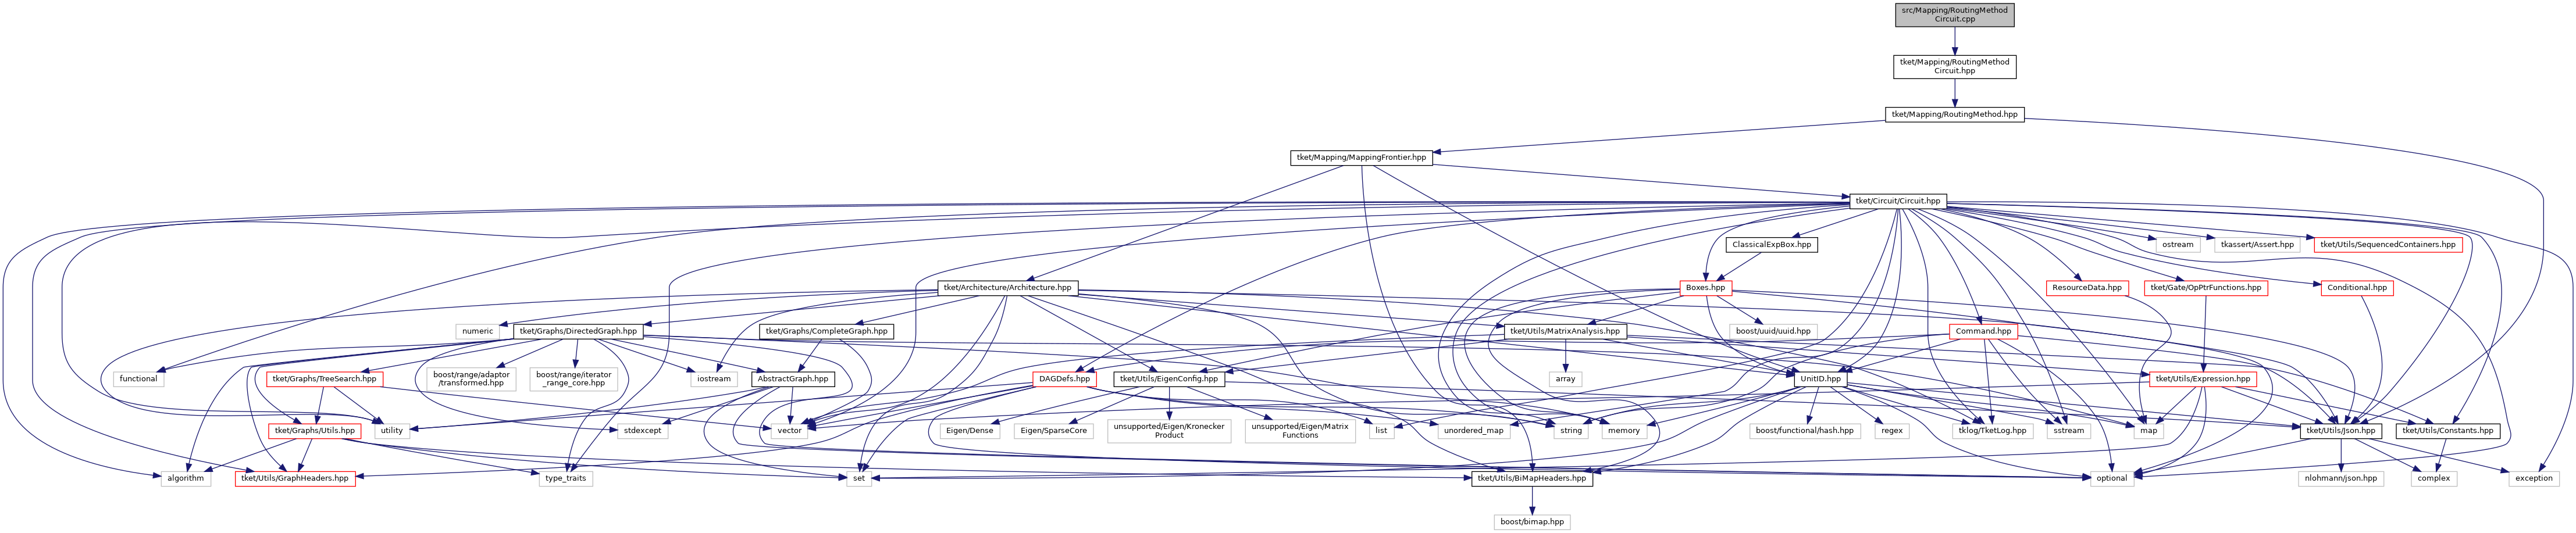 src/Mapping/RoutingMethod
Circuit.cpp
tket/Mapping/RoutingMethod
Circuit.hpp
tket/Mapping/RoutingMethod.hpp
tket/Mapping/MappingFrontier.hpp
tket/Circuit/Circuit.hpp
ClassicalExpBox.hpp
ostream
tkassert/Assert.hpp
tket/Utils/SequencedContainers.hpp
tket/Architecture/Architecture.hpp
Boxes.hpp
ResourceData.hpp
tket/Gate/OpPtrFunctions.hpp
Conditional.hpp
numeric
tket/Graphs/DirectedGraph.hpp
tket/Graphs/CompleteGraph.hpp
tket/Utils/MatrixAnalysis.hpp
boost/uuid/uuid.hpp
Command.hpp
functional
tket/Graphs/TreeSearch.hpp
boost/range/adaptor
/transformed.hpp
boost/range/iterator
_range_core.hpp
iostream
AbstractGraph.hpp
DAGDefs.hpp
tket/Utils/EigenConfig.hpp
array
UnitID.hpp
tket/Utils/Expression.hpp
tket/Graphs/Utils.hpp
utility
stdexcept
vector
Eigen/Dense
Eigen/SparseCore
unsupported/Eigen/Kronecker
Product
unsupported/Eigen/Matrix
Functions
list
unordered_map
string
memory
boost/functional/hash.hpp
regex
tklog/TketLog.hpp
sstream
map
tket/Utils/Json.hpp
tket/Utils/Constants.hpp
algorithm
tket/Utils/GraphHeaders.hpp
type_traits
set
tket/Utils/BiMapHeaders.hpp
optional
nlohmann/json.hpp
complex
exception
boost/bimap.hpp